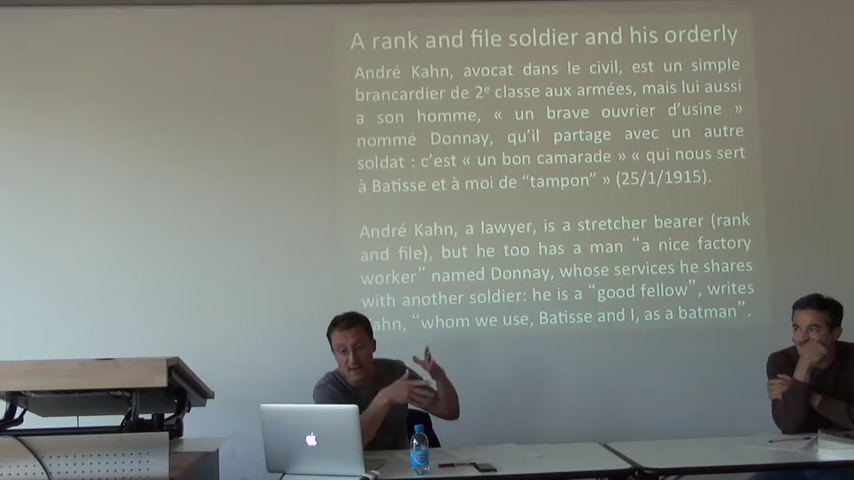 A rank and file soldier and his orderly
André Kahn, avocat dans le civil, est un simple
brancardier de 2e classe aux armées, mais lui aussi
a son homme, « un brave ouvrier d'usine »
nommé Donnay, qu'il partage avec un autre
soldat : c'est « un bon camarade » « qui nous sert
à Batisse et à moi de "tampon" » (25/1/1915).
André Kahn, a lawyer, is a stretcher bearer (rank
and file), but he too has a man "a nice factory
worker" named Donnay, whose services he shares
with another soldier: he is a "good fellow", writes
Kahn, "whom we use, Batisse and I, as a batman".